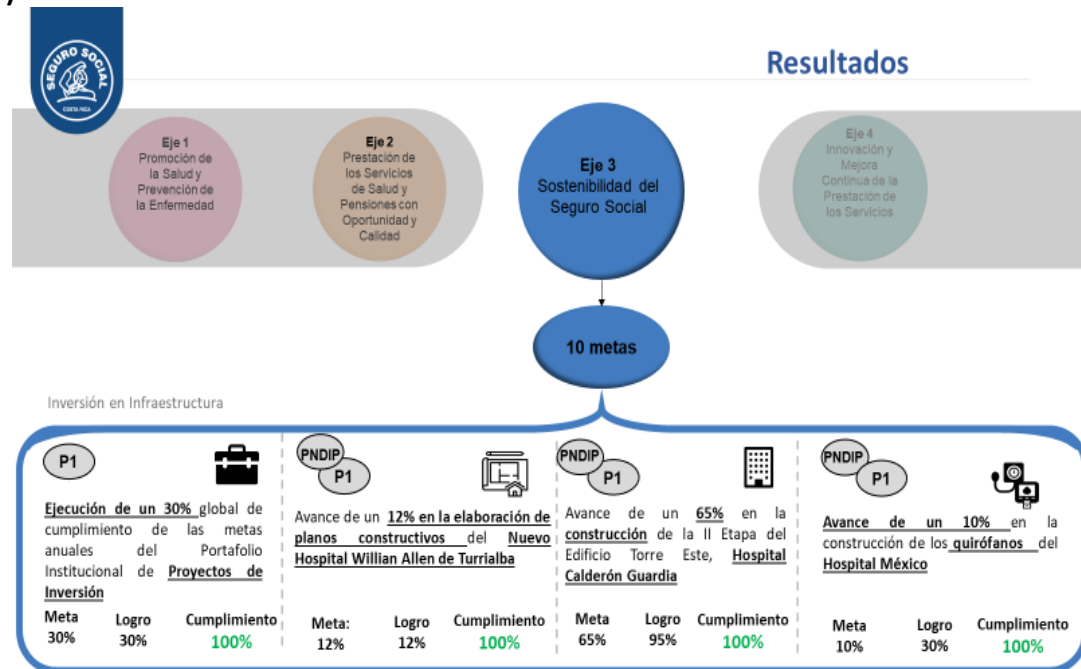 )
SEGURO SOCIAL
COSTA RICA
Resultados
Eje 1
Promoción de
la Salud y
Prevención de
la Enfermedad
Eje 2
Prestación de
los Servicios
de Salud y
Pensiones con
Oportunidad y
Calidad
Eje 3
Sostenibilidad del
Seguro Social
Eje 4
Innovación y
Mejora
Continua de la
Prestación de
los Servicios
10 metas
Inversión en Infraestructura
P1
Ejecución de un 30% global de
cumplimiento de las metas
anuales del Portafolio
Institucional de Proyectos de
Inversión
Meta Logro Cumplimiento
30% 30% 100%
PNDIP
P1
Avance de un 12% en la elaboración de
planos constructivos del Nuevo
Hospital Willian Allen de Turrialba
Meta: Logro Cumplimiento
12% 12% 100%
PNDIP
P1
Avance de un 65% en la
construcción de la II Etapa del
Edificio Torre Este, Hospital
Calderón Guardia
Meta Logro Cumplimiento
65% 95% 100%
PNDIP
P1
Avance de un 10% en la
construcción de los quirófanos del
Hospital México
Meta Logro Cumplimiento
10% 30% 100%